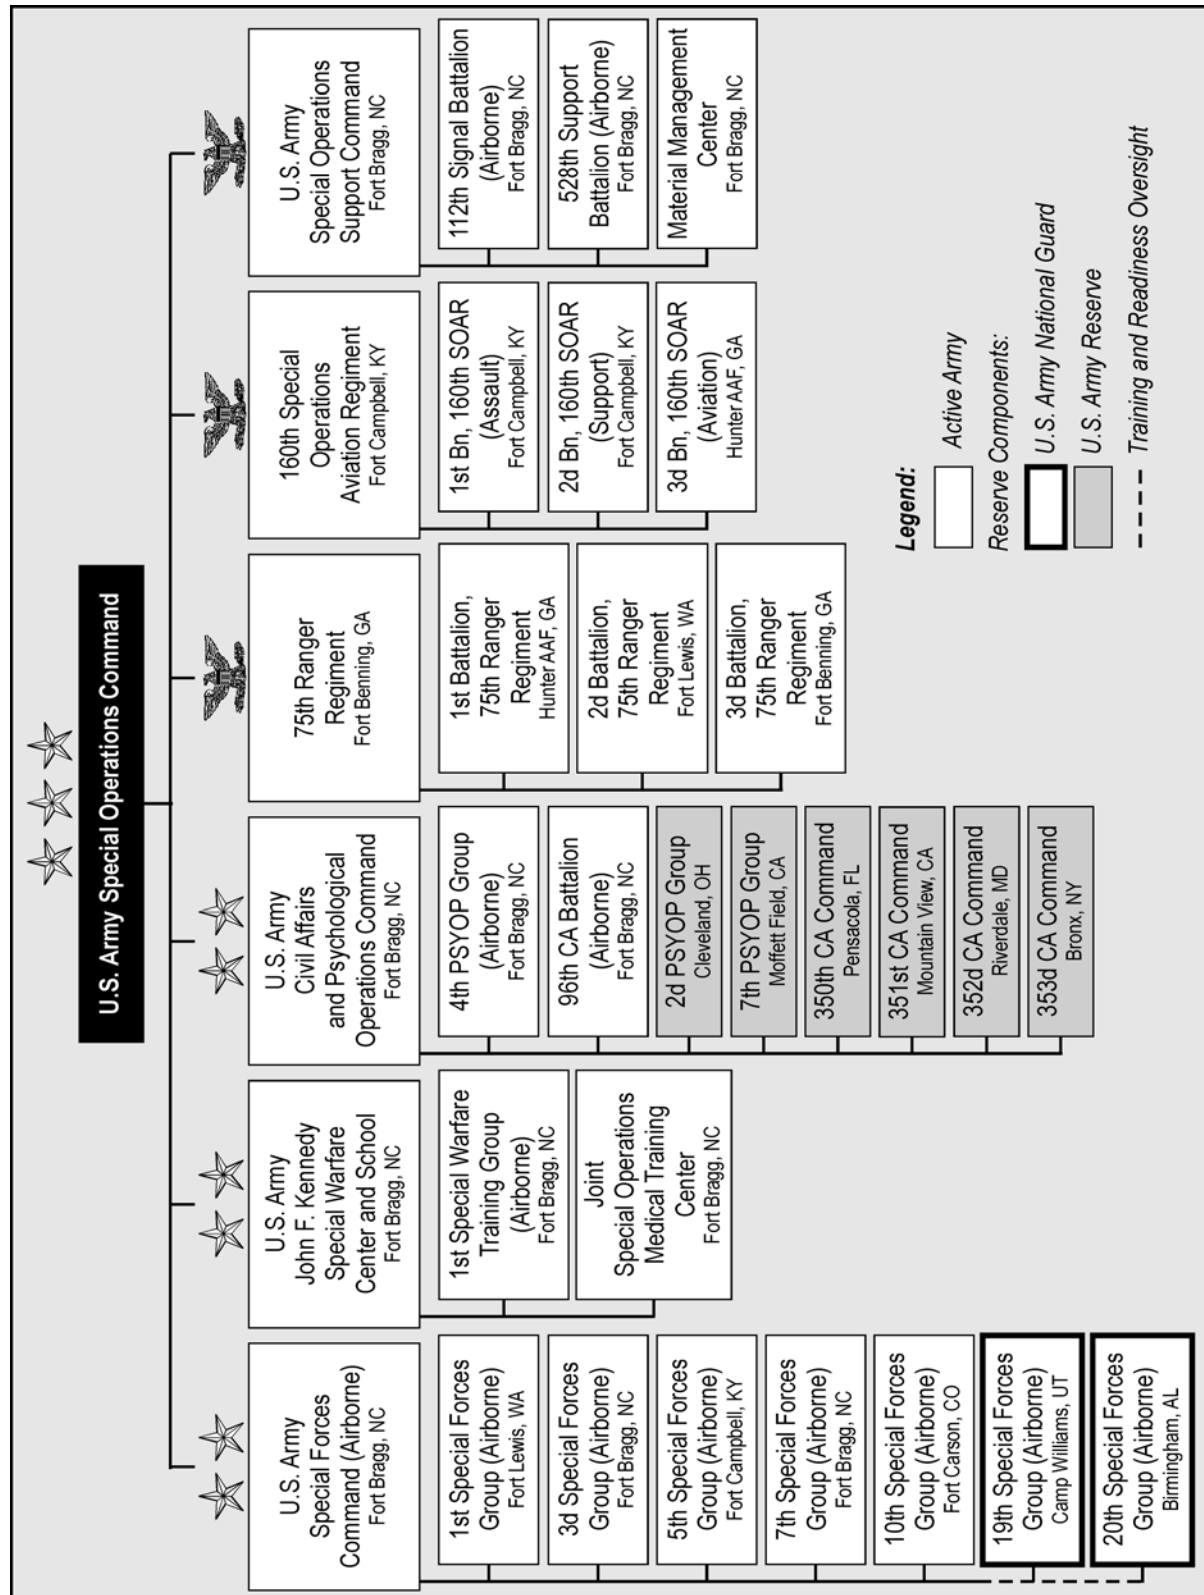 U.S. Army Special Operations Command
U.S. Army
Special Forces
Command (Airborne)
Fort Bragg, NC
1st Special Forces
Group (Airborne)
Fort Lewis, WA
3d Special Forces
Group (Airborne)
Fort Bragg, NC
5th Special Forces
Group (Airborne)
Fort Campbell, KY
7th Special Forces
Group (Airborne)
Fort Bragg, NC
10th Special Forces
Group (Airborne)
Fort Carson, CO
19th Special Forces
Group (Airborne)
Camp Williams, UT
20th Special Forces
Group (Airborne)
Birmingham, AL
U.S. Army
John F. Kennedy
Special Warfare
Center and School
Fort Bragg, NC
1st Special Warfare
Training Group
(Airborne)
Fort Bragg, NC
Joint
Special Operations
Medical Training
Center
Fort Bragg, NC
U.S. Army
Civil Affairs
and Psychological
Operations Command
Fort Bragg, NC
4th PSYOP Group
(Airborne)
Fort Bragg, NC
96th CA Battalion
(Airborne)
Fort Bragg, NC
2d PSYOP Group
Cleveland, OH
7th PSYOP Group
Moffett Field, CA
350th CA Command
Pensacola, FL
351st CA Command
Mountain View, CA
352d CA Command
Riverdale, MD
353d CA Command
Bronx, NY
75th Ranger
Regiment
Fort Benning, GA
1st Battalion,
75th Ranger
Regiment
Hunter AAF, GA
2d Battalion,
75th Ranger
Regiment
Fort Lewis, WA
3d Battalion,
75th Ranger
Regiment
Fort Benning, GA
160th Special
Operations
Aviation Regiment
Fort Campbell, KY
1st Bn, 160th SOAR
(Assault)
Fort Campbell, KY
2d Bn, 160th SOAR
(Support)
Fort Campbell, KY
3d Bn, 160th SOAR
(Aviation)
Hunter AAF, GA
U.S. Army
Special Operations
Support Command
Fort Bragg, NC
112th Signal Battalion
(Airborne)
Fort Bragg, NC
528th Support
Battalion (Airborne)
Fort Bragg, NC
Material Management
Center
Fort Bragg, NC
Legend:
Active Army
Reserve Components:
U.S. Army National Guard
U.S. Army Reserve
Training and Readiness Oversight